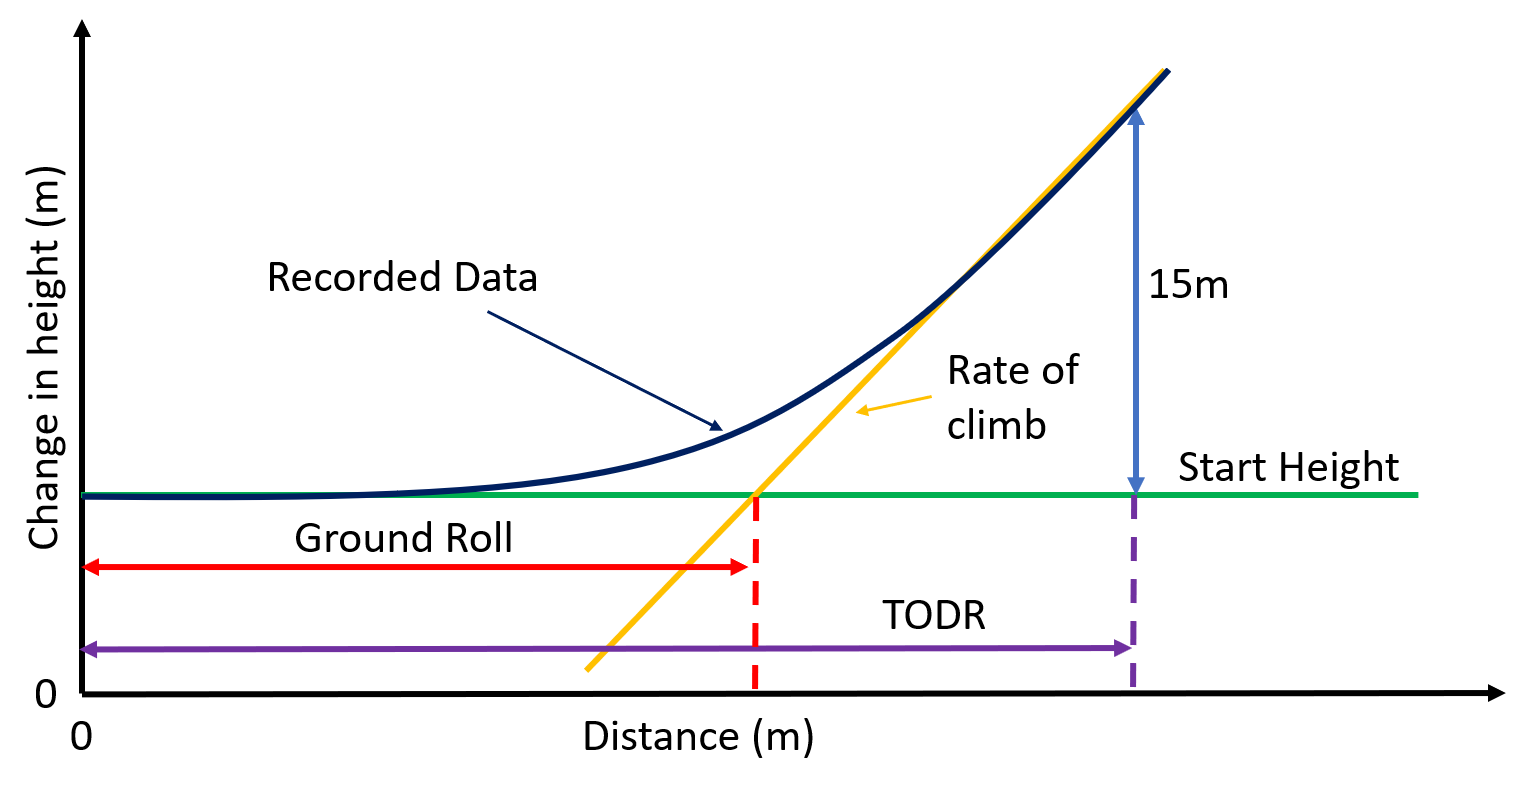 Change in height (m)
Recorded Data
15m
Rate of
climb
Start Height
Ground Roll
TODR
0
0
Distance (m)